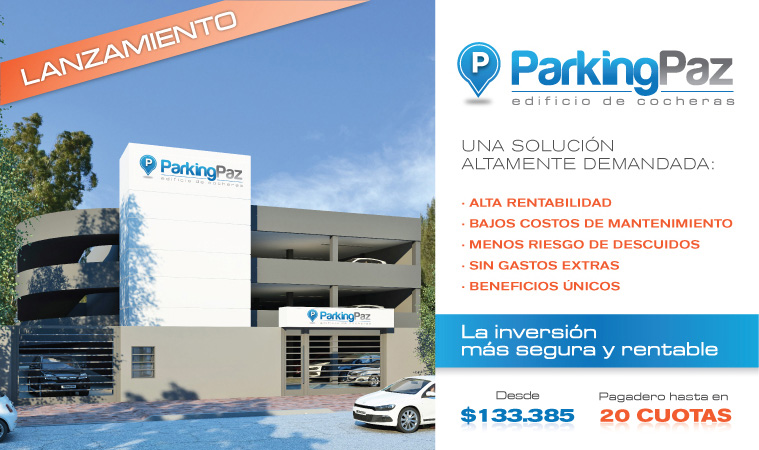 LANZAMIENTO
P ParkingPaz
edificio de cocheras
ParkingPaz
P ParkingPaz
edificio de cocheras
UNA SOLUCIÓN
ALTAMENTE DEMANDADA:
· ALTA RENTABILIDAD
· BAJOS COSTOS DE MANTENIMIENTO
· MENOS RIESGO DE DESCUIDOS
· SIN GASTOS EXTRAS
· BENEFICIOS ÚNICOS
La inversión
más segura y rentable
Desde
$133.385
Pagadero hasta en
20 CUOTAS